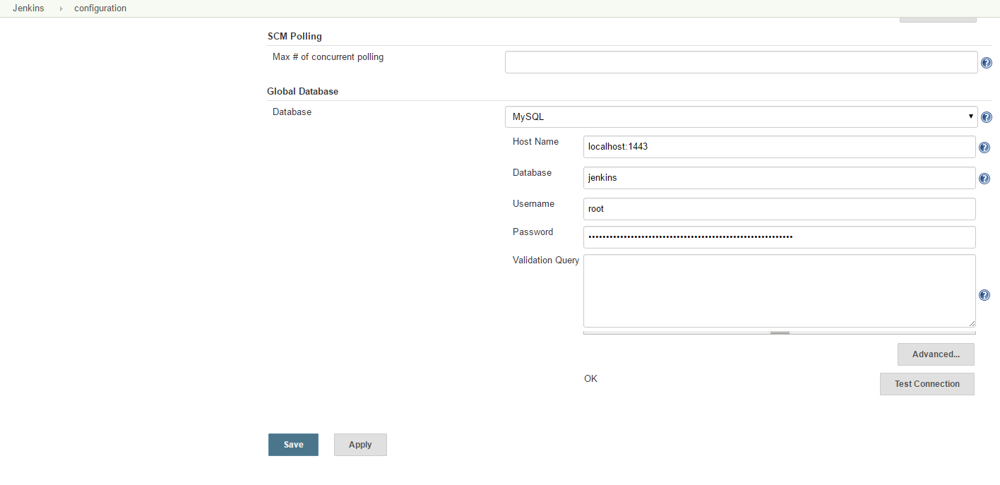 Jenkins configuration
SCM Polling
Max # of concurrent polling
Global Database
Database MySQL
Host Name localhost:1443
Database jenkins
Username root
Password ••••••••••••••••••••••••••••••••••••••••••••••••••••••••••
Validation Query
Advanced...
OK Test Connection
Save Apply